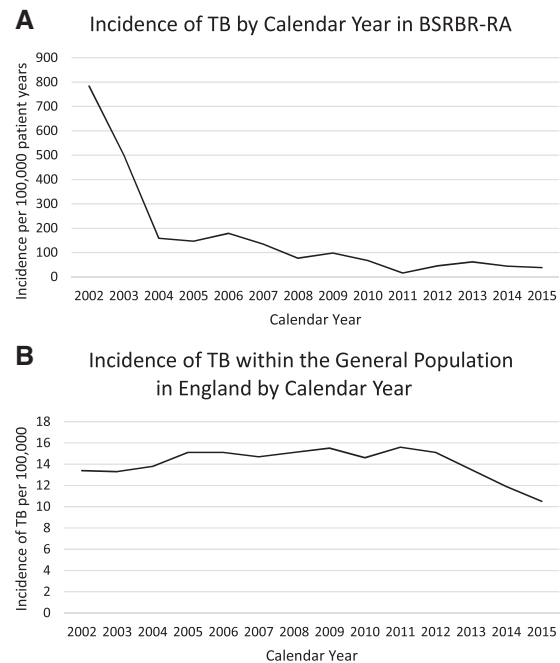 A
Incidence of TB by Calendar Year in BSRBR-RA
Incidence per 100,000 patient years
900
800
700
600
500
400
300
200
100
0
2002 2003 2004 2005 2006 2007 2008 2009 2010 2011 2012 2013 2014 2015
Calendar Year
B
Incidence of TB within the General Population
in England by Calendar Year
Incidence of TB per 100,000
18
16
14
12
10
8
6
4
2
0
2002 2003 2004 2005 2006 2007 2008 2009 2010 2011 2012 2013 2014 2015
Calendar Year